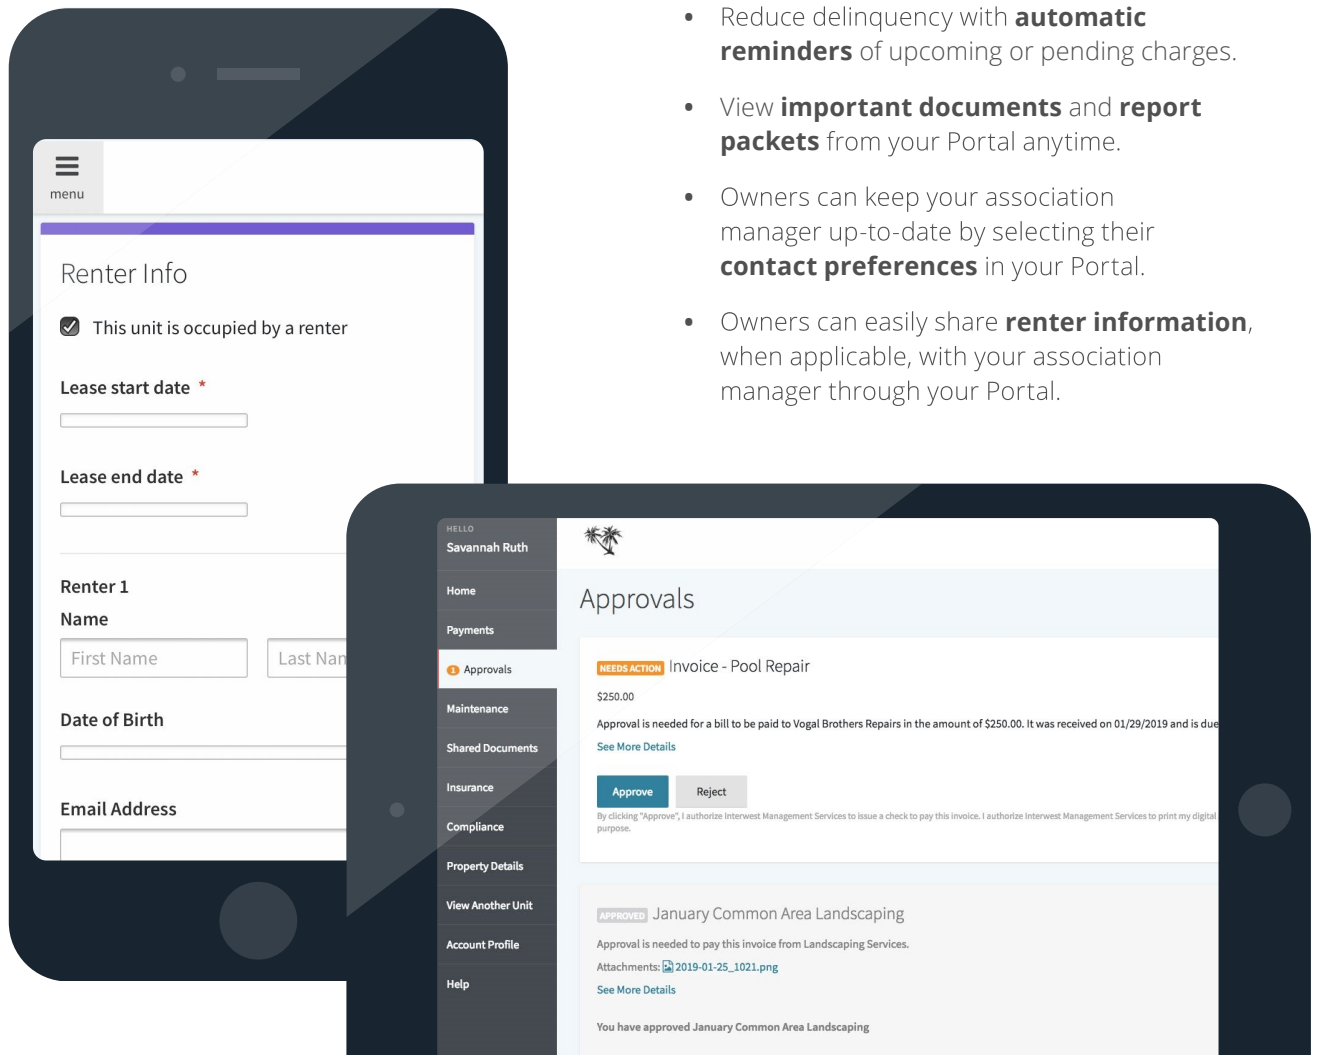 • Reduce delinquency with automatic
reminders of upcoming or pending charges.
• View important documents and report
packets from your Portal anytime.
• Owners can keep your association
manager up-to-date by selecting their
contact preferences in your Portal.
• Owners can easily share renter information,
when applicable, with your association
manager through your Portal.
menu
Renter Info
This unit is occupied by a renter
Lease start date *
Lease end date *
Renter 1
Name
First Name
Last Nam
Date of Birth
Email Address
HELLO
Savannah Ruth
Home
Payments
1 Approvals
Maintenance
Shared Documents
Insurance
Compliance
Property Details
View Another Unit
Account Profile
Help
Approvals
NEEDS ACTION Invoice - Pool Repair
$250.00
Approval is needed for a bill to be paid to Vogal Brothers Repairs in the amount of $250.00. It was received on 01/29/2019 and is due
See More Details
Approve Reject
By clicking "Approve", I authorize Interwest Management Services to issue a check to pay this invoice. I authorize Interwest Management Services to print my digital
purpose.
APPROVED January Common Area Landscaping
Approval is needed to pay this invoice from Landscaping Services.
Attachments: 2019-01-25_1021.png
See More Details
You have approved January Common Area Landscaping